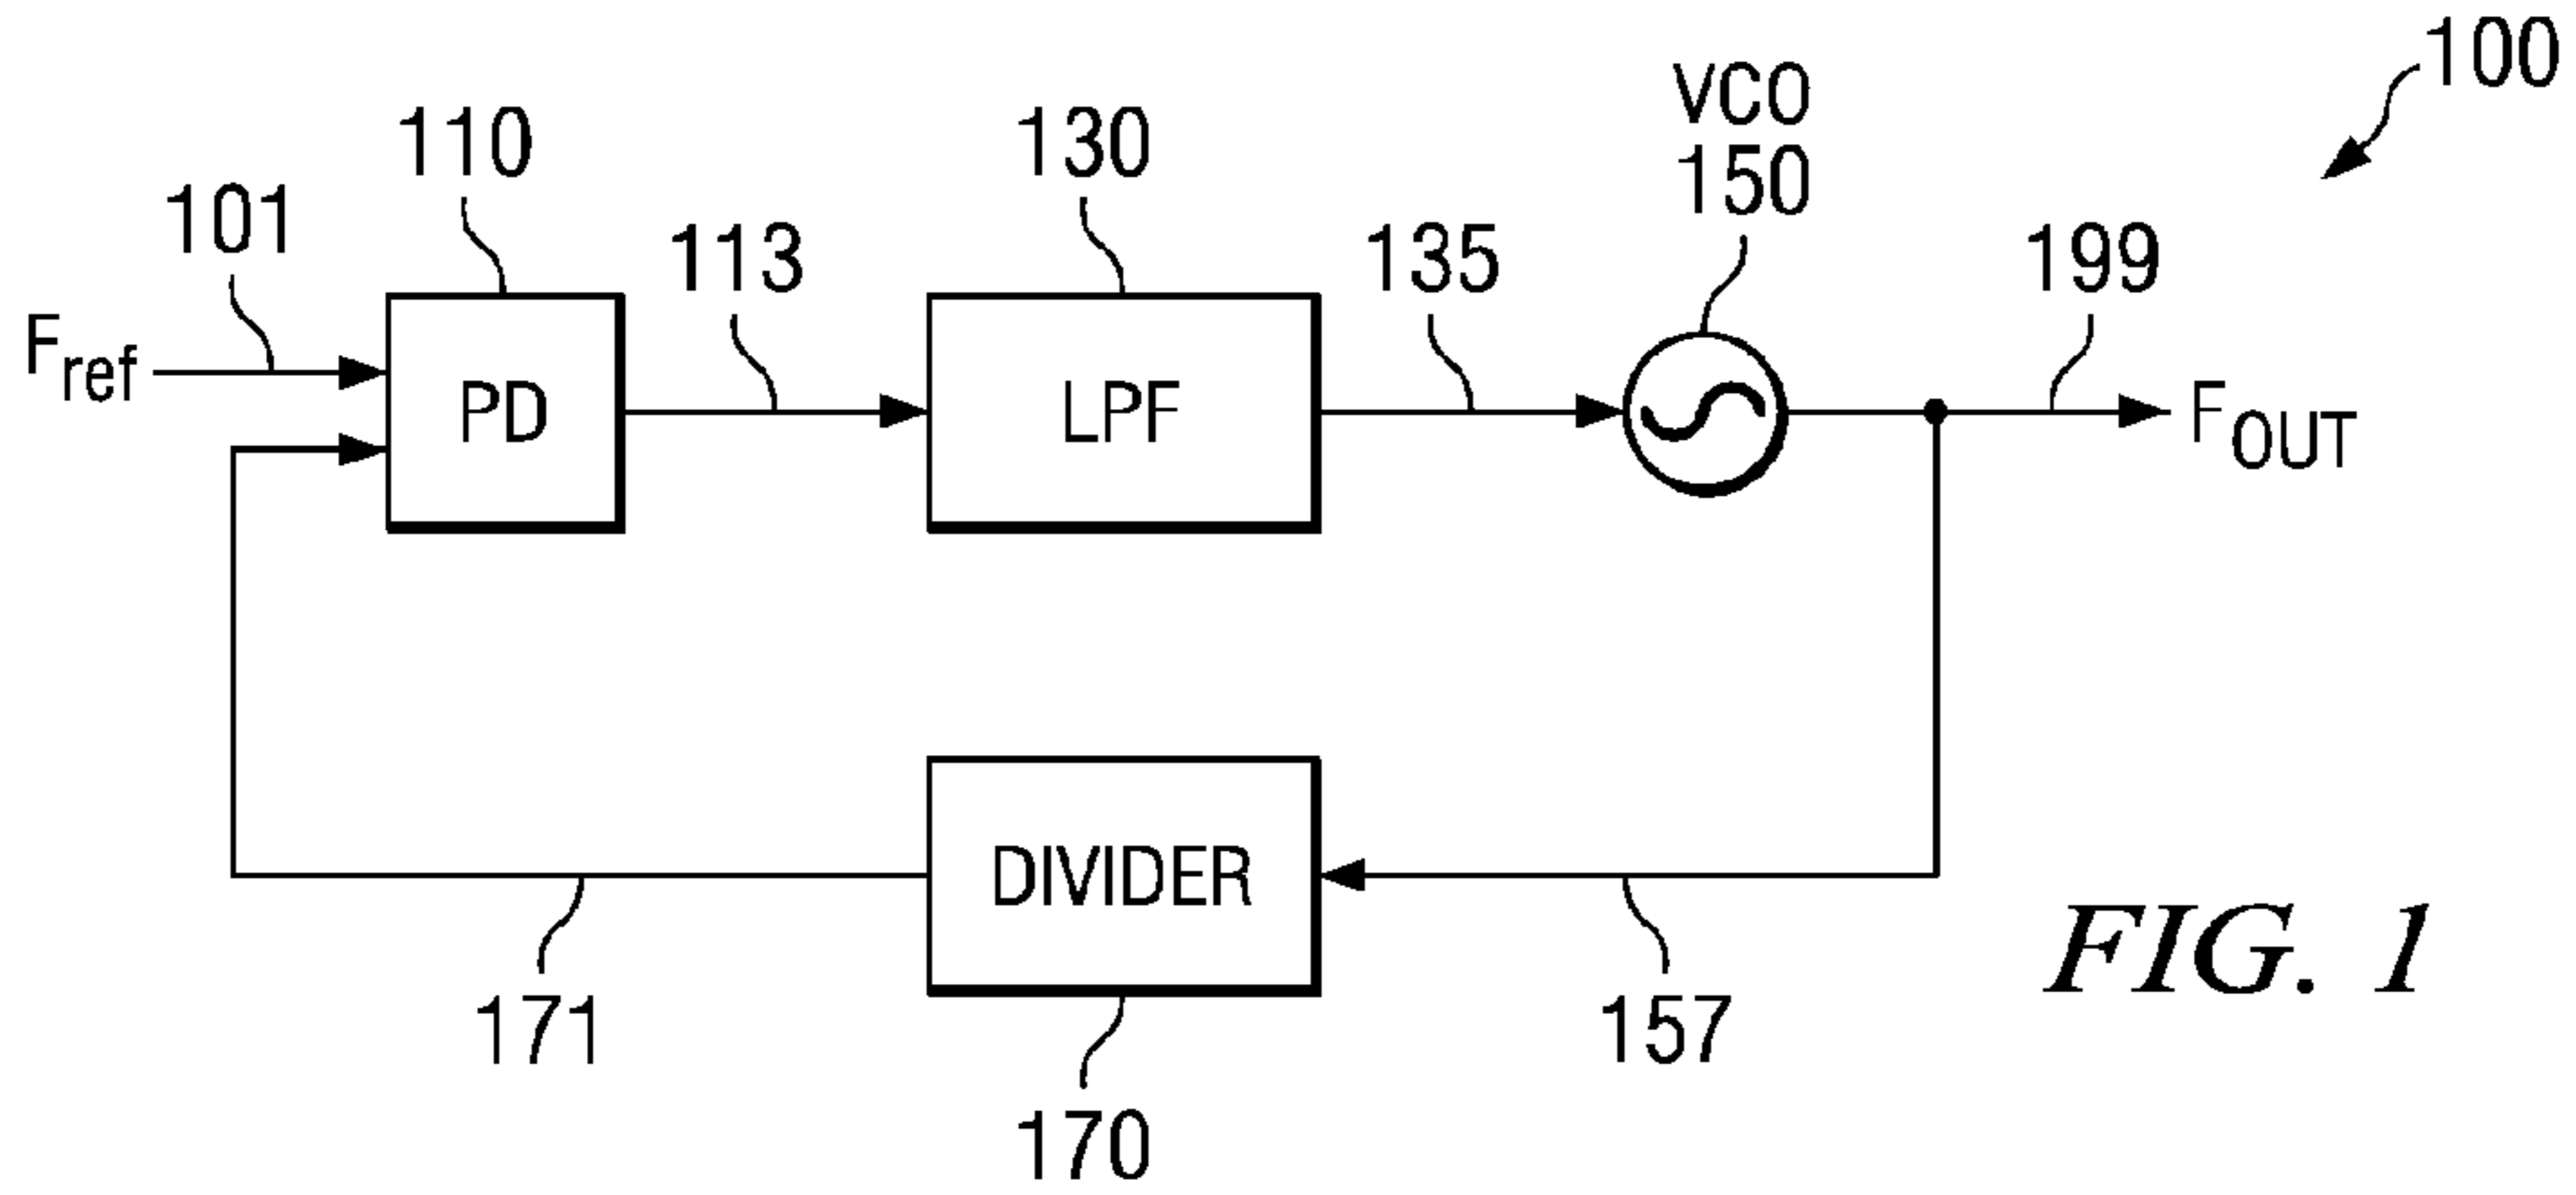 100
VCO
150
110
130
101
113
135
199
Fref
PD
LPF
FOUT
DIVIDER
FIG. 1
171
157
170